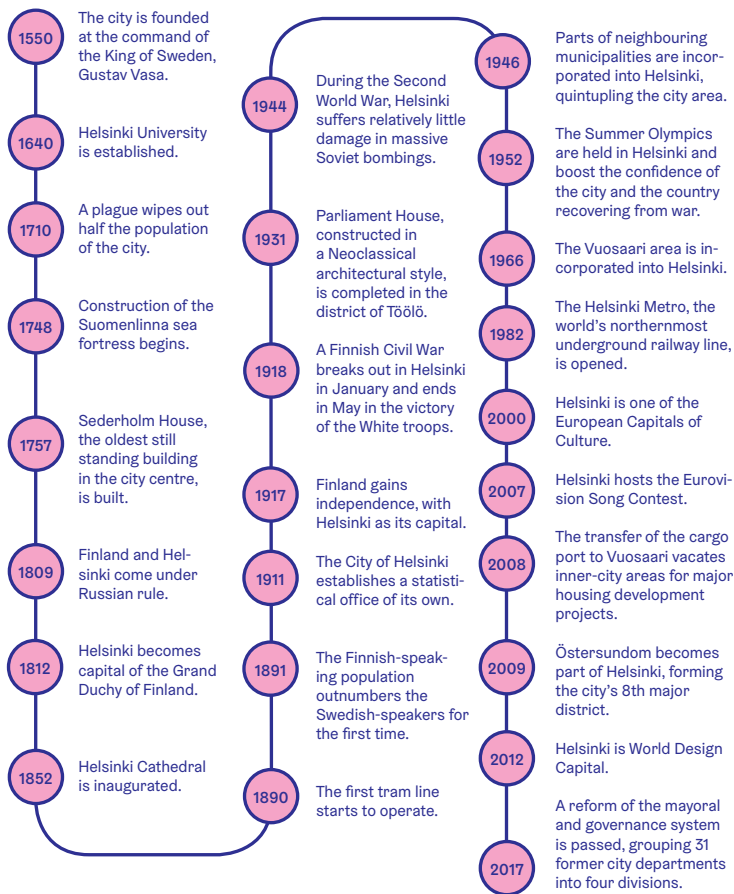 1550
The city is founded
at the command of
the King of Sweden,
Gustav Vasa.
1640
Helsinki University
is established.
1710
A plague wipes out
half the population
of the city.
1748
Construction of the
Suomenlinna sea
fortress begins.
1757
Sederholm House,
the oldest still
standing building
in the city centre,
is built.
1809
Finland and Hel-
sinki come under
Russian rule.
1812
Helsinki becomes
capital of the Grand
Duchy of Finland.
1852
Helsinki Cathedral
is inaugurated.
1890
The first tram line
starts to operate.
1891
The Finnish-speak-
ing population
outnumbers the
Swedish-speakers for
the first time.
1911
The City of Helsinki
establishes a statisti-
cal office of its own.
1917
Finland gains
independence, with
Helsinki as its capital.
1918
A Finnish Civil War
breaks out in Helsinki
in January and ends
in May in the victory
of the White troops.
1931
Parliament House,
constructed in
a Neoclassical
architectural style,
is completed in the
district of Töölö.
1944
During the Second
World War, Helsinki
suffers relatively little
damage in massive
Soviet bombings.
1946
Parts of neighbouring
municipalities are incor-
porated into Helsinki,
quintupling the city area.
1952
The Summer Olympics
are held in Helsinki and
boost the confidence of
the city and the country
recovering from war.
1966
The Vuosaari area is in-
corporated into Helsinki.
1982
The Helsinki Metro, the
world's northernmost
underground railway line,
is opened.
2000
Helsinki is one of the
European Capitals of
Culture.
2007
Helsinki hosts the Eurovi-
sion Song Contest.
2008
The transfer of the cargo
port to Vuosaari vacates
inner-city areas for major
housing development
projects.
2009
Östersundom becomes
part of Helsinki, forming
the city's 8th major
district.
2012
Helsinki is World Design
Capital.
2017
A reform of the mayoral
and governance system
is passed, grouping 31
former city departments
into four divisions.